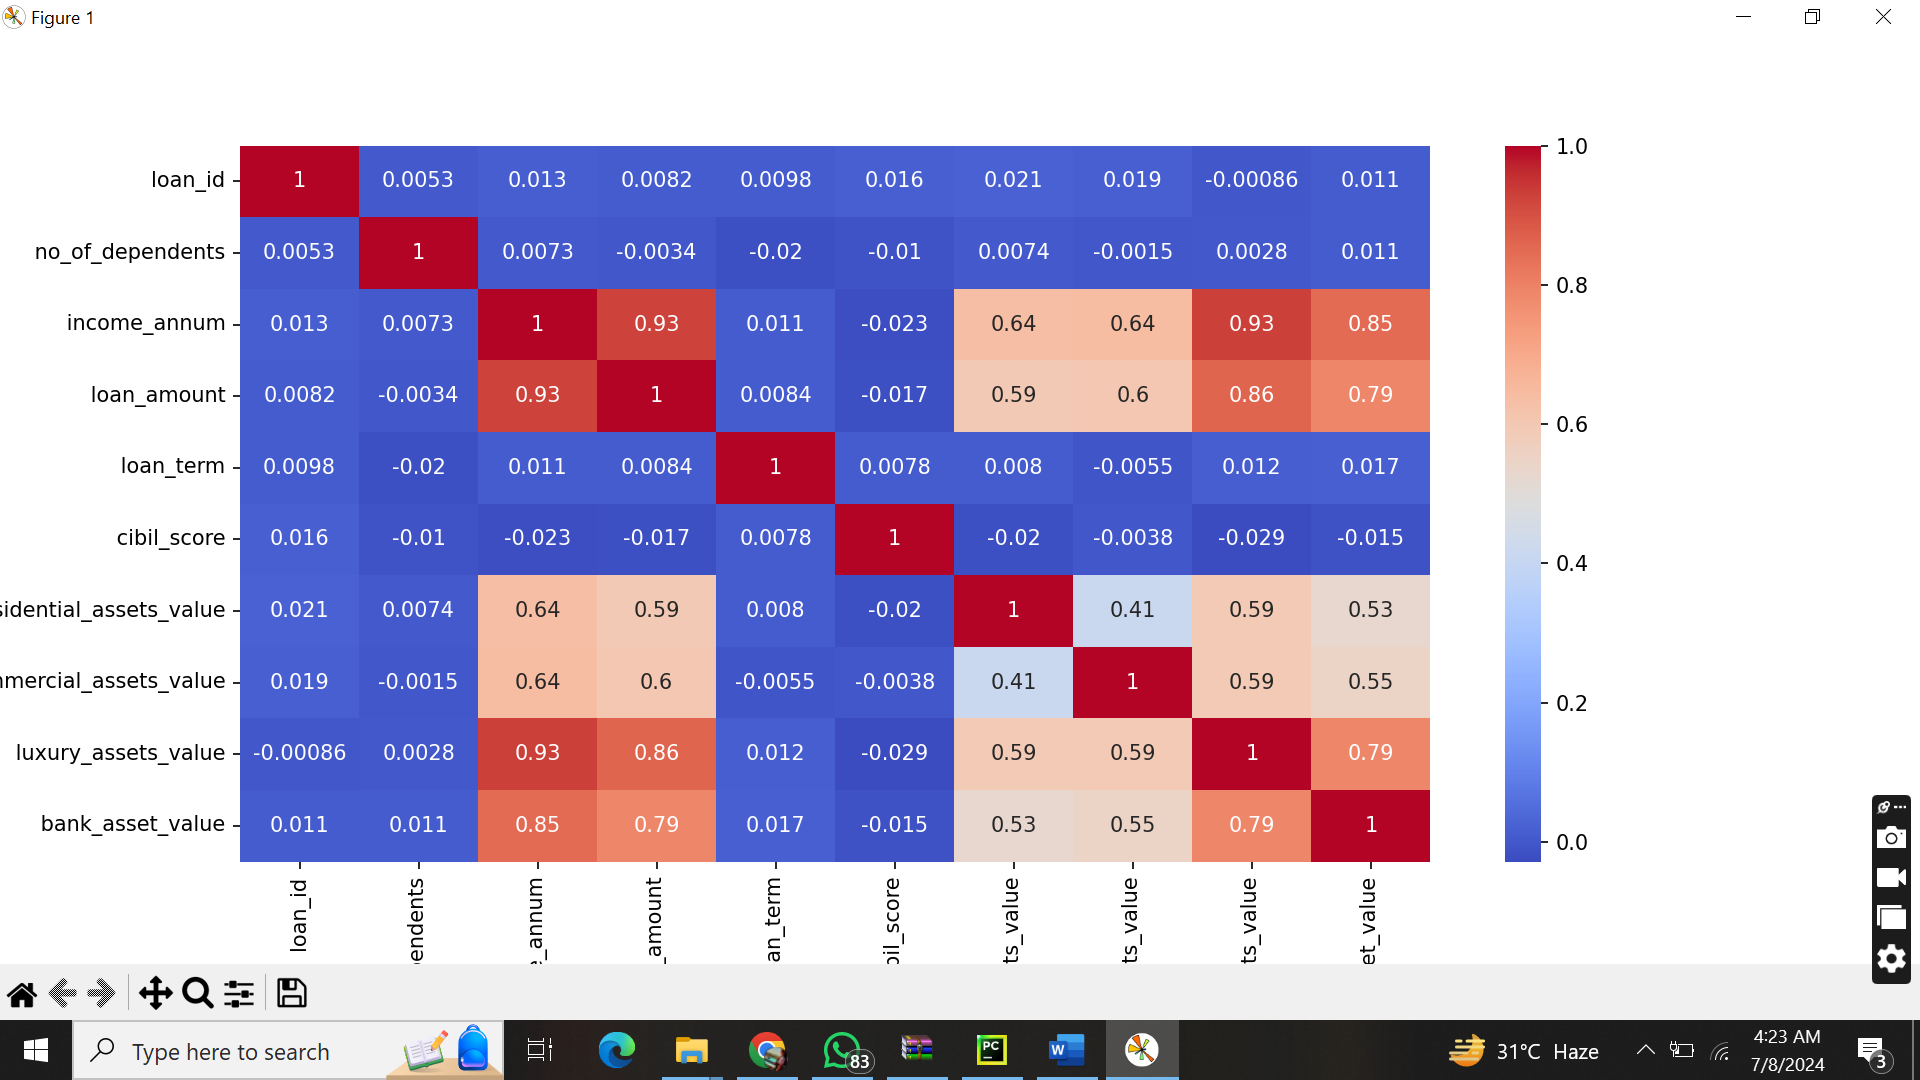 Figure 1
loan_id 1 0.0053 0.013 0.0082 0.0098 0.016 0.021 0.019 -0.00086 0.011
no_of_dependents 0.0053 1 0.0073 -0.0034 -0.02 -0.01 0.0074 -0.0015 0.0028 0.011
income_annum 0.013 0.0073 1 0.93 0.011 -0.023 0.64 0.64 0.93 0.85
loan_amount 0.0082 -0.0034 0.93 1 0.0084 -0.017 0.59 0.6 0.86 0.79
loan_term 0.0098 -0.02 0.011 0.0084 1 0.0078 0.008 -0.0055 0.012 0.017
cibil_score 0.016 -0.01 -0.023 -0.017 0.0078 1 -0.02 -0.0038 -0.029 -0.015
sidential_assets_value 0.021 0.0074 0.64 0.59 0.008 -0.02 1 0.41 0.59 0.53
mercial_assets_value 0.019 -0.0015 0.64 0.6 -0.0055 -0.0038 0.41 1 0.59 0.55
luxury_assets_value -0.00086 0.0028 0.93 0.86 0.012 -0.029 0.59 0.59 1 0.79
bank_asset_value 0.011 0.011 0.85 0.79 0.017 -0.015 0.53 0.55 0.79 1
1.0
0.8
0.6
0.4
0.2
0.0
loan_id
pendents
_annum
_amount
an_term
bil_score
ts_value
ts_value
ts_value
et_value
Type here to search
83
PC
W
31°C Haze
4:23 AM
7/8/2024
3